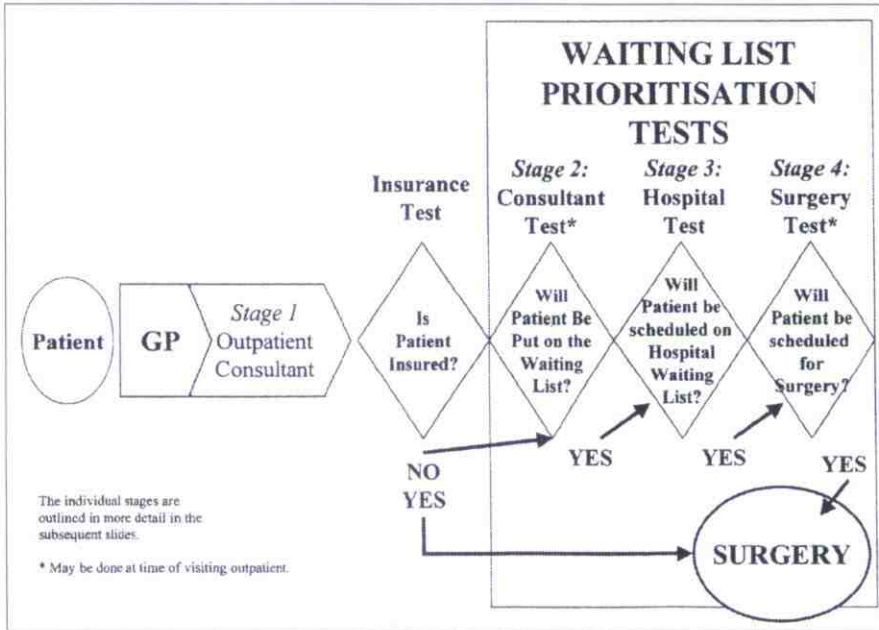 WAITING LIST
PRIORITISATION
TESTS
Insurance
Test
Stage 2:
Consultant
Test*
Stage 3:
Hospital
Test
Stage 4:
Surgery
Test*
Patient
GP
Stage 1
Outpatient
Consultant
Is
Patient
Insured?
Will
Patient Be
Put on the
Waiting
List?
Will
Patient be
scheduled on
Hospital
Waiting
List?
Will
Patient be
scheduled
for
Surgery?
NO
YES
YES
YES
YES
SURGERY
The individual stages are
outlined in more detail in the
subsequent slides.
* May be done at time of visiting outpatient.